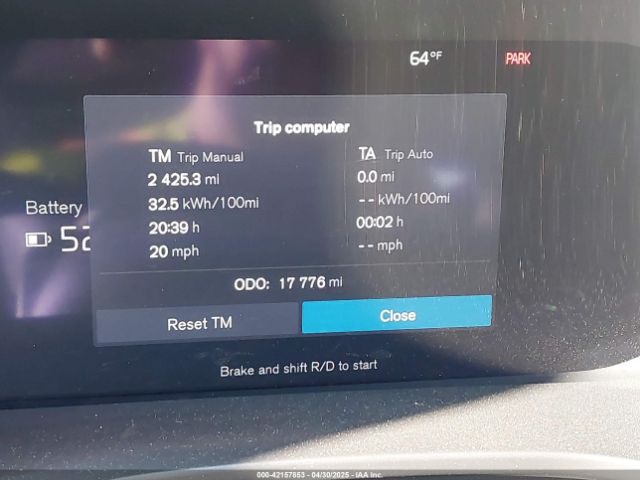 64°F PARK
Trip computer
TM Trip Manual TA Trip Auto
2 425.3 mi 0.0 mi
32.5 kWh/100mi -- kWh/100mi
20:39 h 00:02 h
20 mph -- mph
Battery
52
ODO: 17 776 mi
Reset TM Close
Brake and shift R/D to start
000-42157653 - 04/30/2025 - IAA Inc.